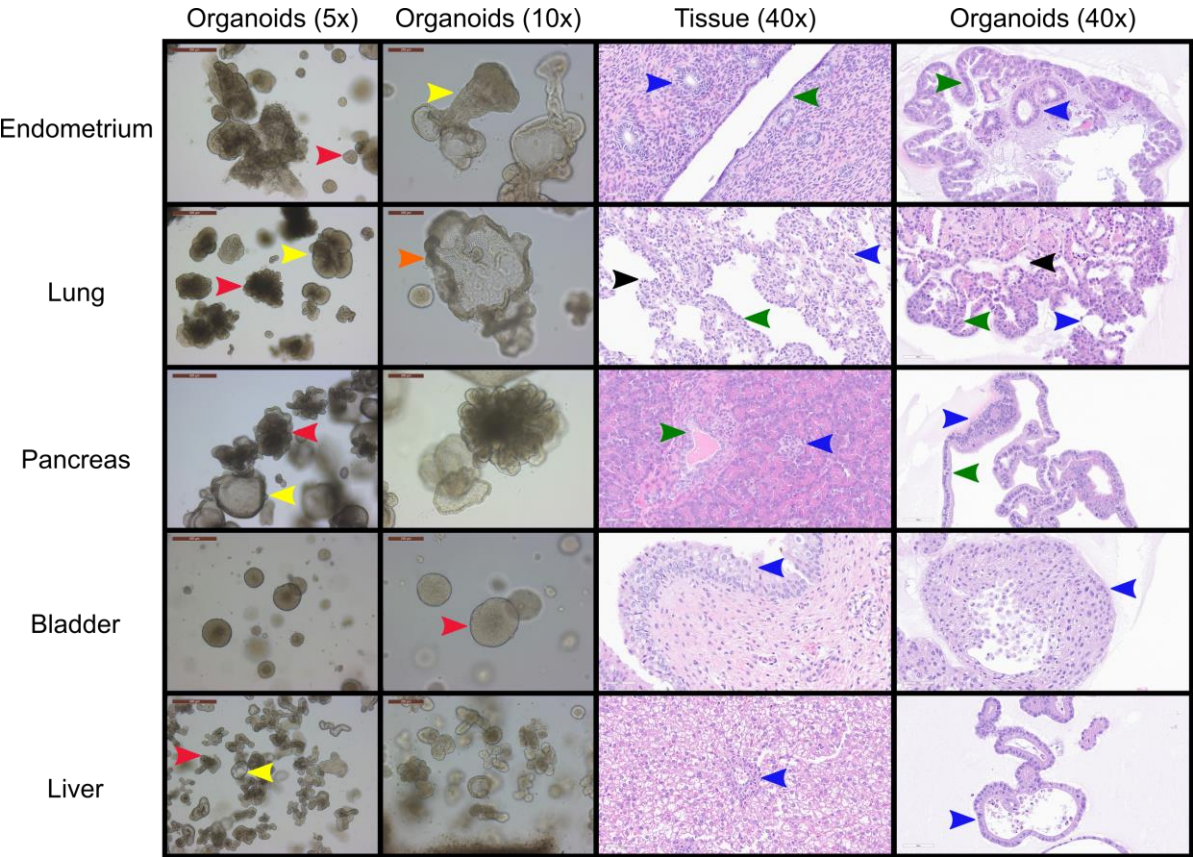 Organoids (5x) Organoids (10x) Tissue (40x) Organoids (40x)
Endometrium
Lung
Pancreas
Bladder
Liver